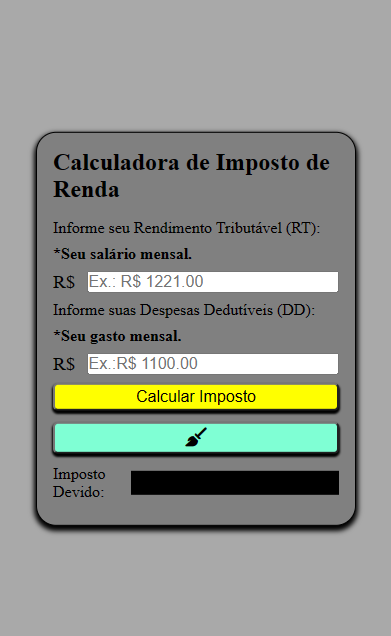 Calculadora de Imposto de
Renda
Informe seu Rendimento Tributável (RT):
*Seu salário mensal.
R$ Ex.: R$ 1221.00
Informe suas Despesas Dedutíveis (DD):
*Seu gasto mensal.
R$ Ex.:R$ 1100.00
Calcular Imposto
Imposto
Devido: